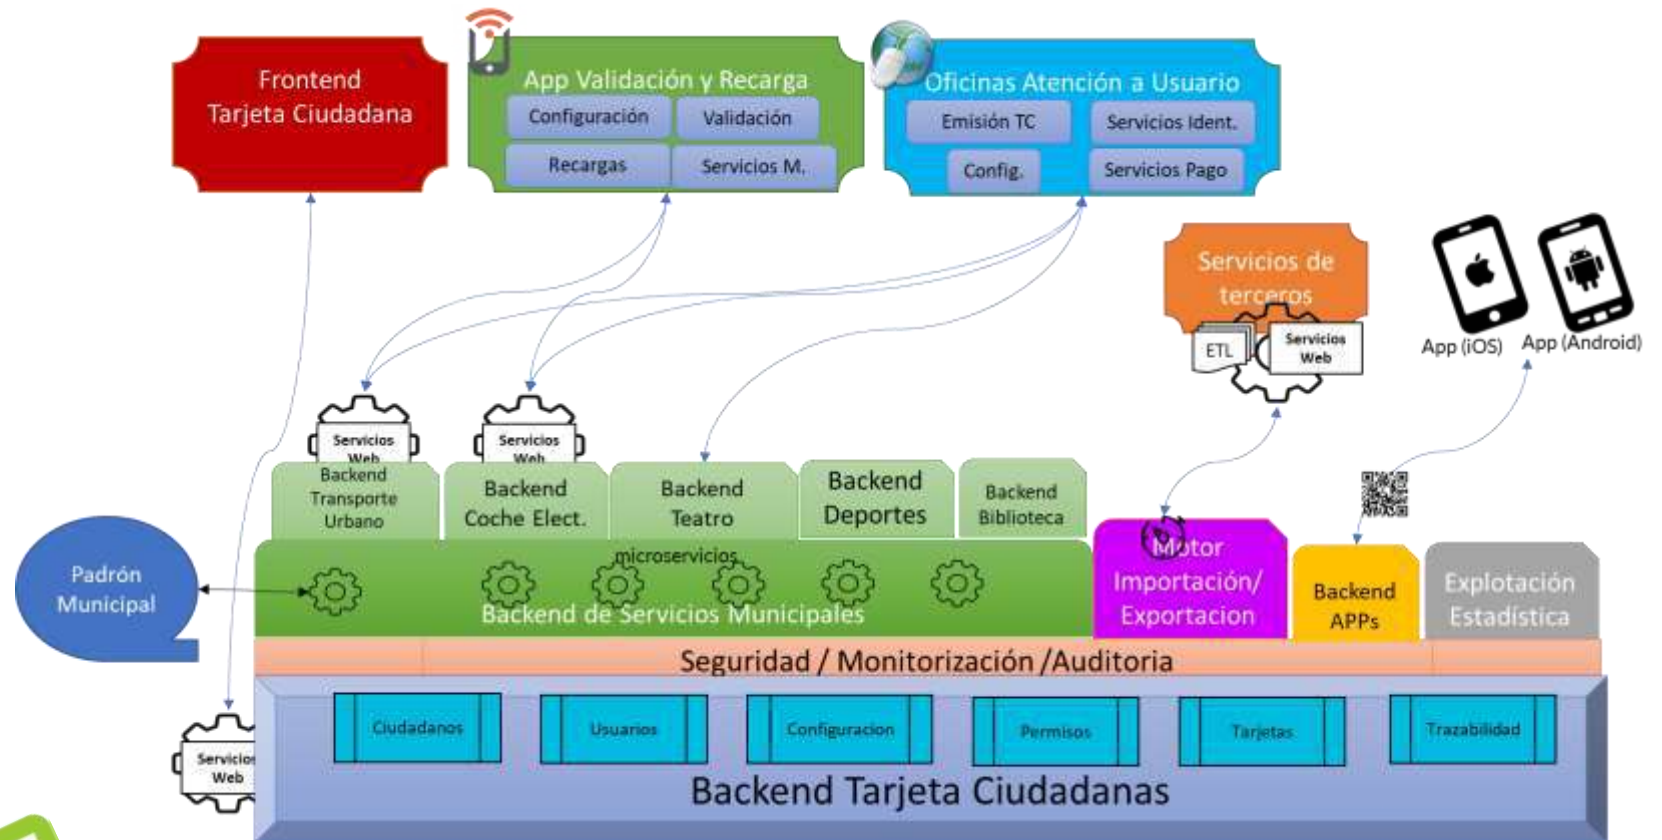 Frontend
Tarjeta Ciudadana
App Validación y Recarga
Configuración
Validación
Recargas
Servicios M.
Oficinas Atención a Usuario
Emisión TC
Servicios Ident.
Config.
Servicios Pago
Servicios de
terceros
ETL
Servicios
Web
App (iOS)
App (Android)
Servicios
Web
Servicios
Web
Backend
Transporte
Urbano
Backend
Coche Elect.
Backend
Teatro
Backend
Deportes
Backend
Biblioteca
microservicios
Backend de Servicios Municipales
Padrón
Municipal
Motor
Importación/
Exportacion
Backend
APPs
Explotación
Estadística
Seguridad / Monitorización /Auditoria
Ciudadanos
Usuarios
Configuracion
Permisos
Tarjetas
Trazabilidad
Servicios
Web
Backend Tarjeta Ciudadanas